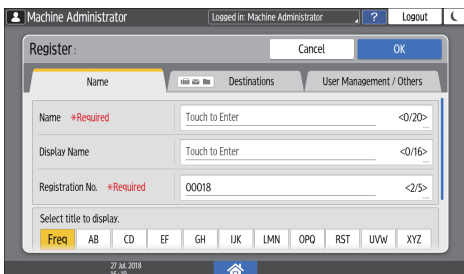 Machine Administrator Logged in: Machine Administrator ? Logout
Register : Cancel OK
Name Destinations User Management / Others
Name *Required Touch to Enter <0/20>
Display Name Touch to Enter <0/16>
Registration No. *Required 00018 <2/5>
Select title to display.
Freq AB CD EF GH IJK LMN OPQ RST UVW XYZ
27 Jul. 2018